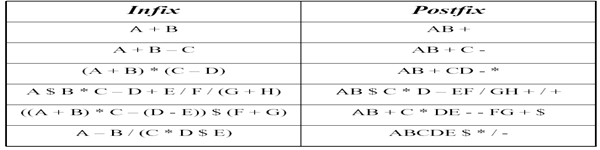 Infix Postfix
A + B AB +
A + B – C AB + C -
(A + B) * (C – D) AB + CD - *
A $ B * C – D + E / F / (G + H) AB $ C * D – EF / GH + / +
((A + B) * C – (D - E)) $ (F + G) AB + C * DE - - FG + $
A – B / (C * D $ E) ABCDE $ * / -